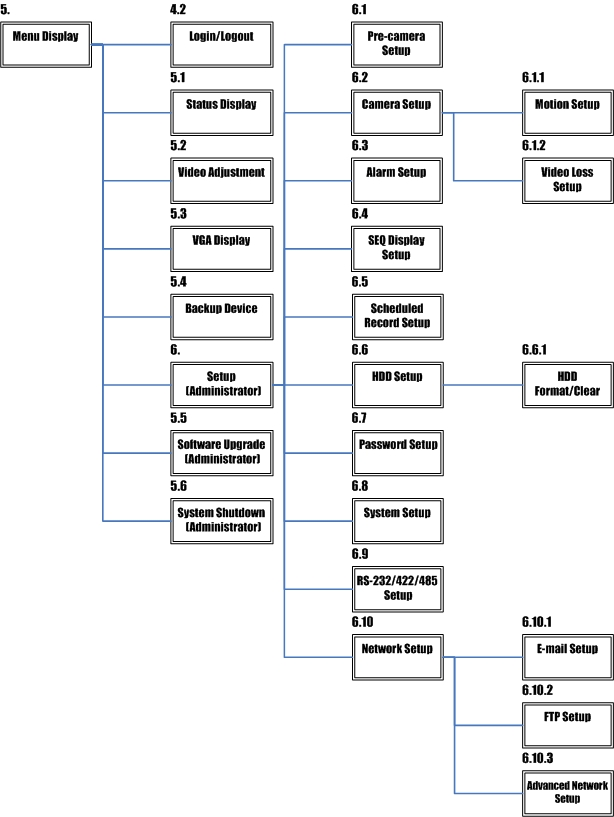 5.
Menu Display
4.2
Login/Logout
5.1
Status Display
5.2
Video Adjustment
5.3
VGA Display
5.4
Backup Device
6.
Setup
(Administrator)
5.5
Software Upgrade
(Administrator)
5.6
System Shutdown
(Administrator)
6.1
Pre-camera
Setup
6.2
Camera Setup
6.3
Alarm Setup
6.4
SEQ Display
Setup
6.5
Scheduled
Record Setup
6.6
HDD Setup
6.7
Password Setup
6.8
System Setup
6.9
RS-232/422/485
Setup
6.10
Network Setup
6.1.1
Motion Setup
6.1.2
Video Loss
Setup
6.6.1
HDD
Format/Clear
6.10.1
E-mail Setup
6.10.2
FTP Setup
6.10.3
Advanced Network
Setup